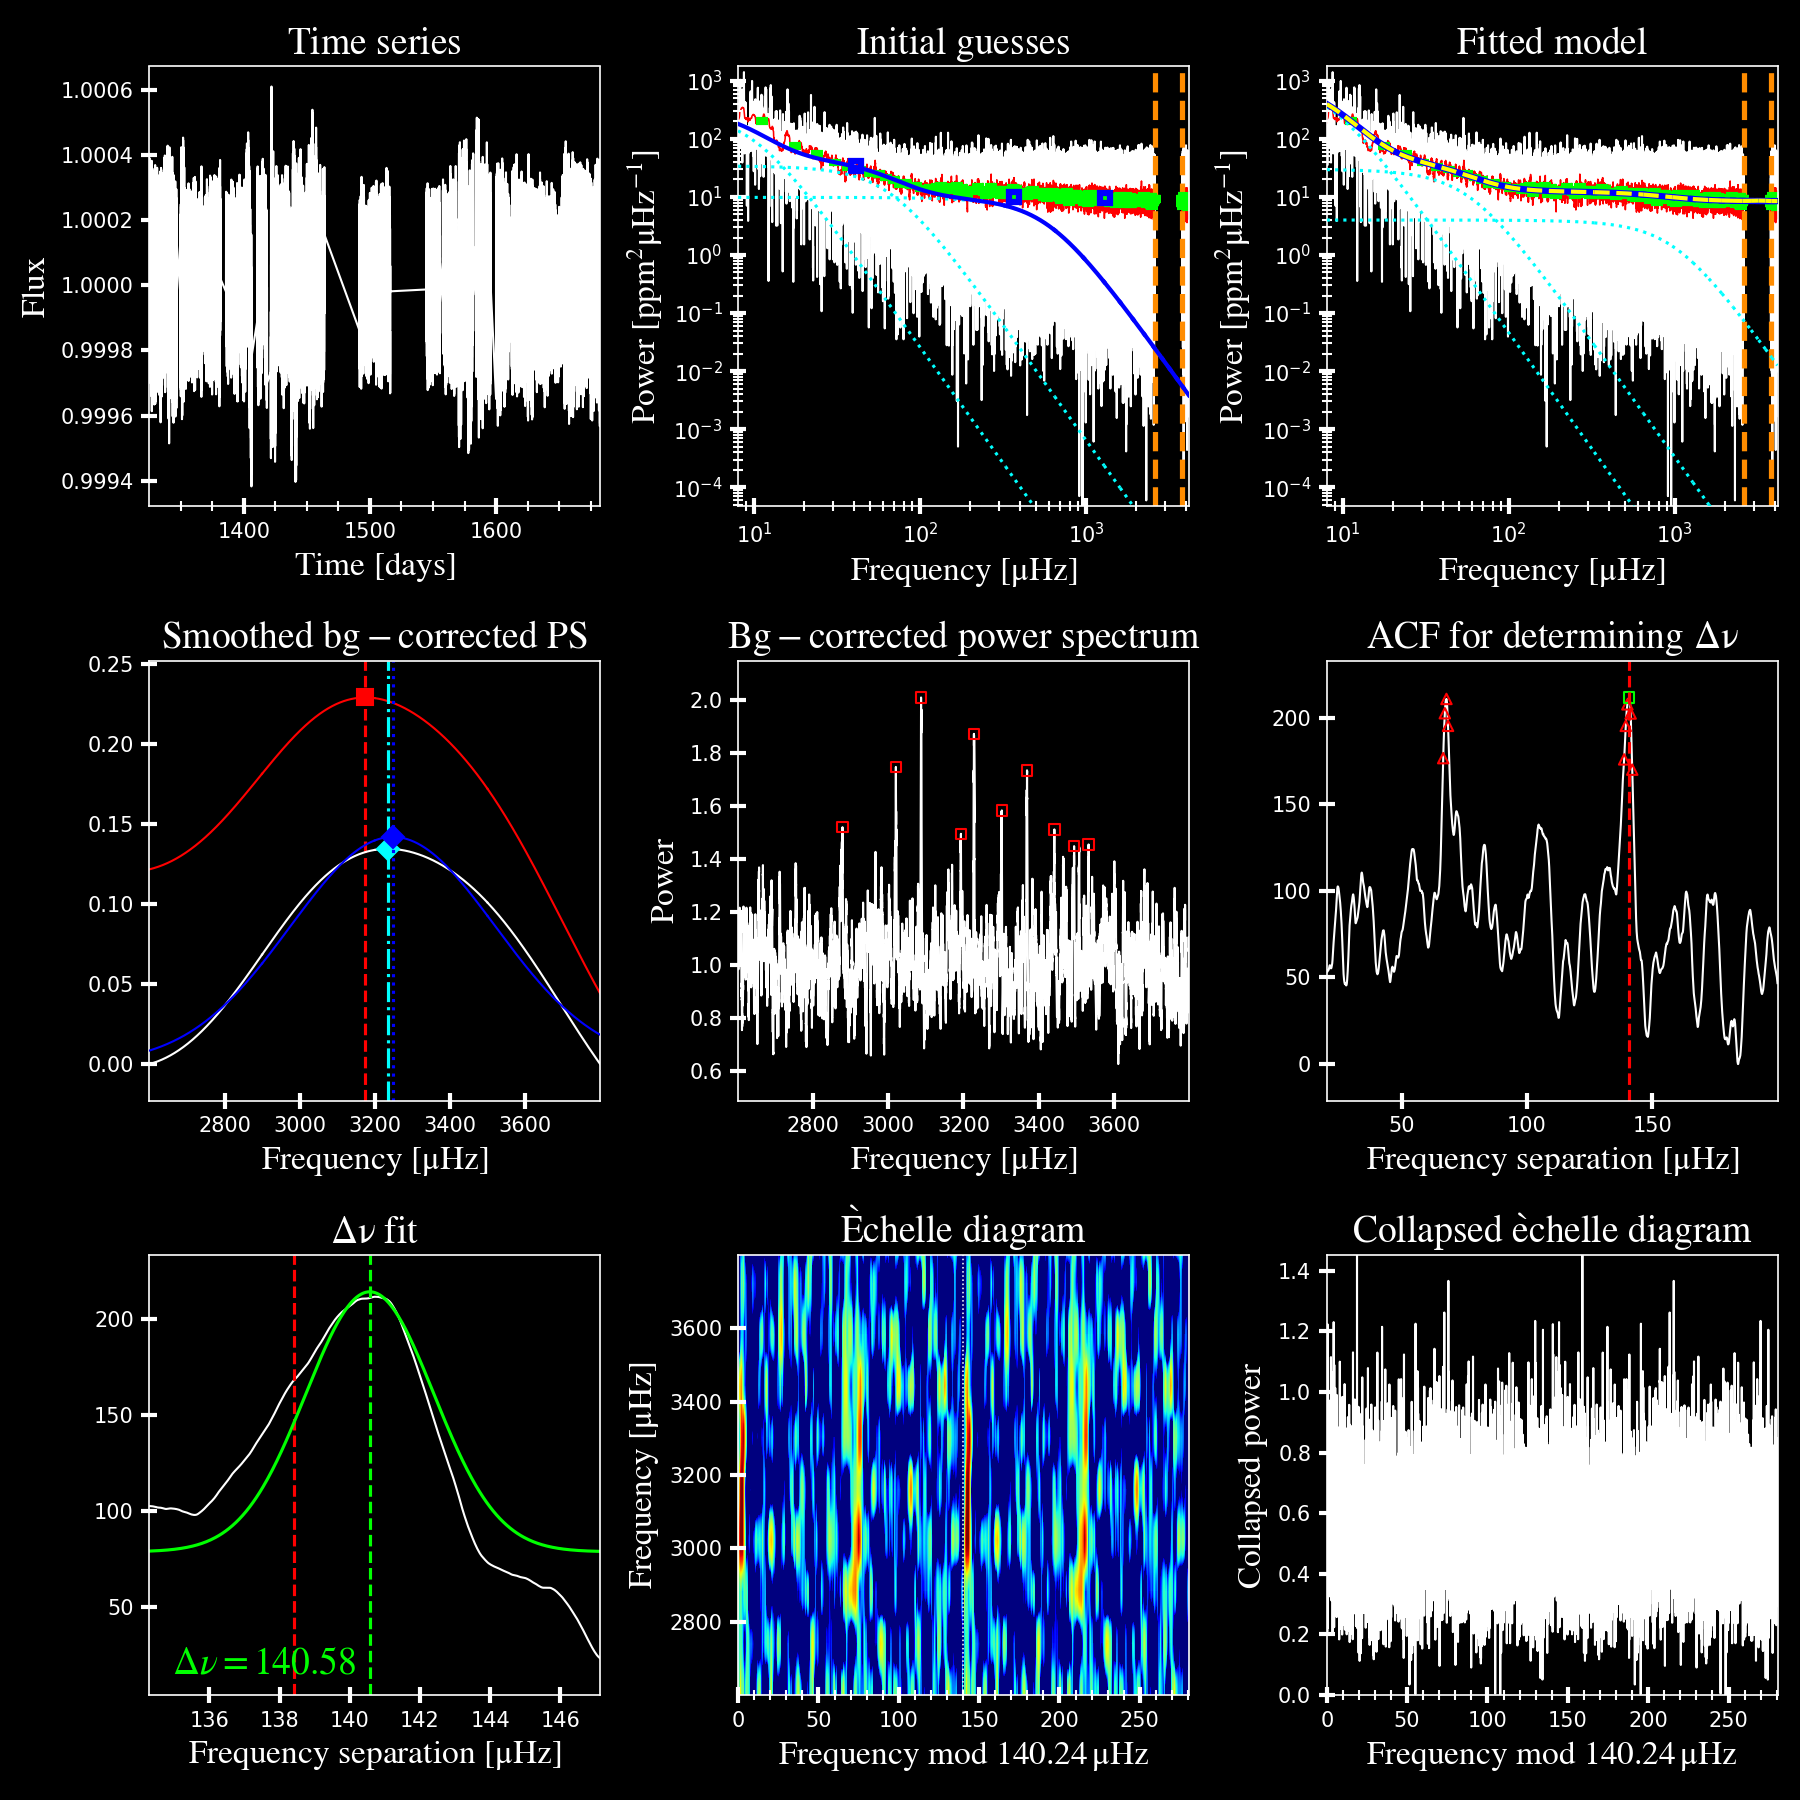 Time series
Flux
1.0006
1.0004
1.0002
1.0000
0.9998
0.9996
0.9994
1400 1500 1600
Time [days]
Initial guesses
Power [ppm² μHz⁻¹]
10³
10²
10¹
10⁰
10⁻¹
10⁻²
10⁻³
10⁻⁴
10¹ 10² 10³
Frequency [μHz]
Fitted model
Power [ppm² μHz⁻¹]
10³
10²
10¹
10⁰
10⁻¹
10⁻²
10⁻³
10⁻⁴
10¹ 10² 10³
Frequency [μHz]
Smoothed bg − corrected PS
0.25
0.20
0.15
0.10
0.05
0.00
2800 3000 3200 3400 3600
Frequency [μHz]
Bg − corrected power spectrum
Power
2.0
1.8
1.6
1.4
1.2
1.0
0.8
0.6
2800 3000 3200 3400 3600
Frequency [μHz]
ACF for determining Δν
200
150
100
50
0
50 100 150
Frequency separation [μHz]
Δν fit
200
150
100
50
Δν = 140.58
136 138 140 142 144 146
Frequency separation [μHz]
Èchelle diagram
Frequency [μHz]
3600
3400
3200
3000
2800
0 50 100 150 200 250
Frequency mod 140.24 μHz
Collapsed èchelle diagram
Collapsed power
1.4
1.2
1.0
0.8
0.6
0.4
0.2
0.0
0 50 100 150 200 250
Frequency mod 140.24 μHz